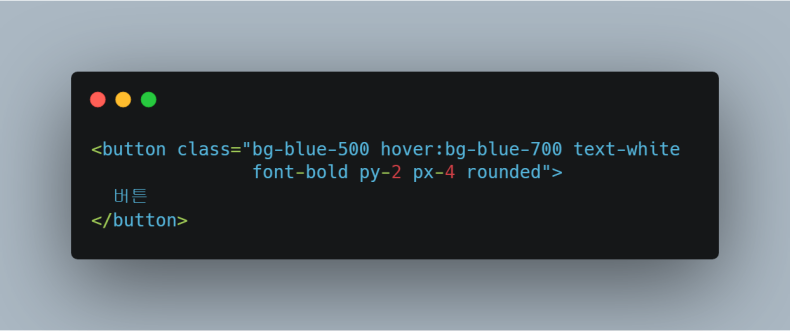 <button class="bg-blue-500 hover:bg-blue-700 text-white
font-bold py-2 px-4 rounded">
버튼
</button>